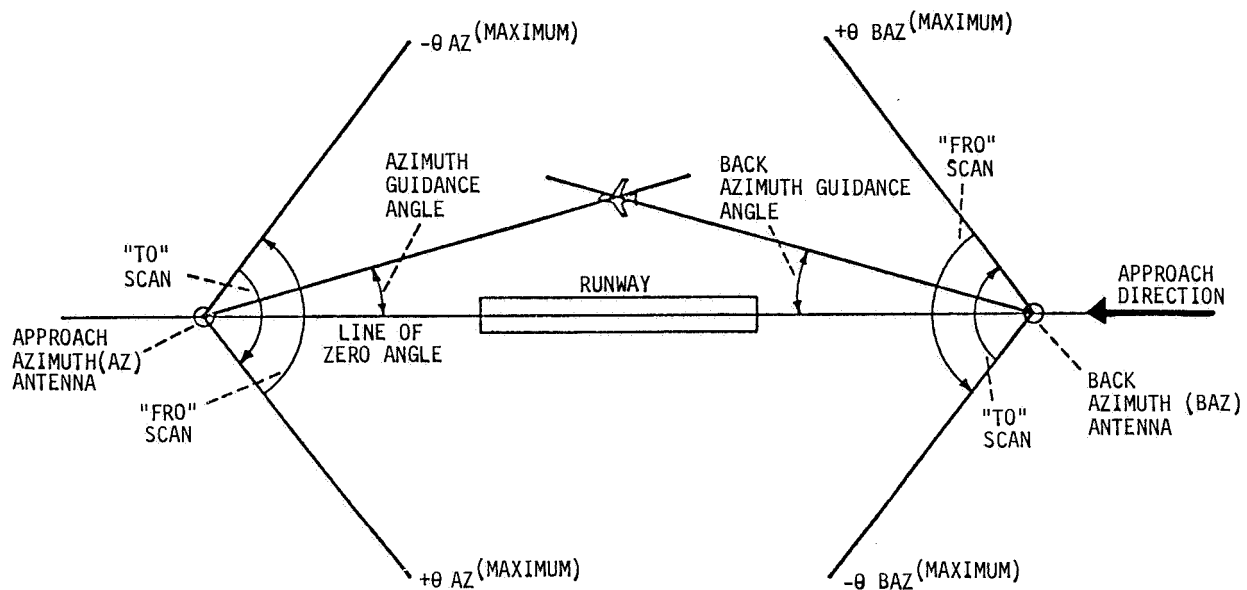 -θ AZ (MAXIMUM)
+θ BAZ (MAXIMUM)
AZIMUTH
GUIDANCE
ANGLE
BACK
AZIMUTH GUIDANCE
ANGLE
"FRO"
SCAN
"TO"
SCAN
RUNWAY
APPROACH
DIRECTION
LINE OF
ZERO ANGLE
APPROACH
AZIMUTH(AZ)
ANTENNA
"FRO"
SCAN
"TO"
SCAN
BACK
AZIMUTH (BAZ)
ANTENNA
+θ AZ (MAXIMUM)
-θ BAZ (MAXIMUM)